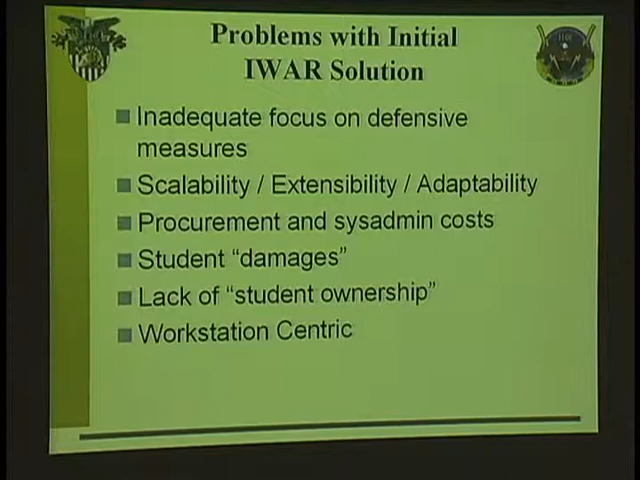 Problems with Initial
IWAR Solution
Inadequate focus on defensive
measures
Scalability / Extensibility / Adaptability
Procurement and sysadmin costs
Student “damages”
Lack of “student ownership”
Workstation Centric